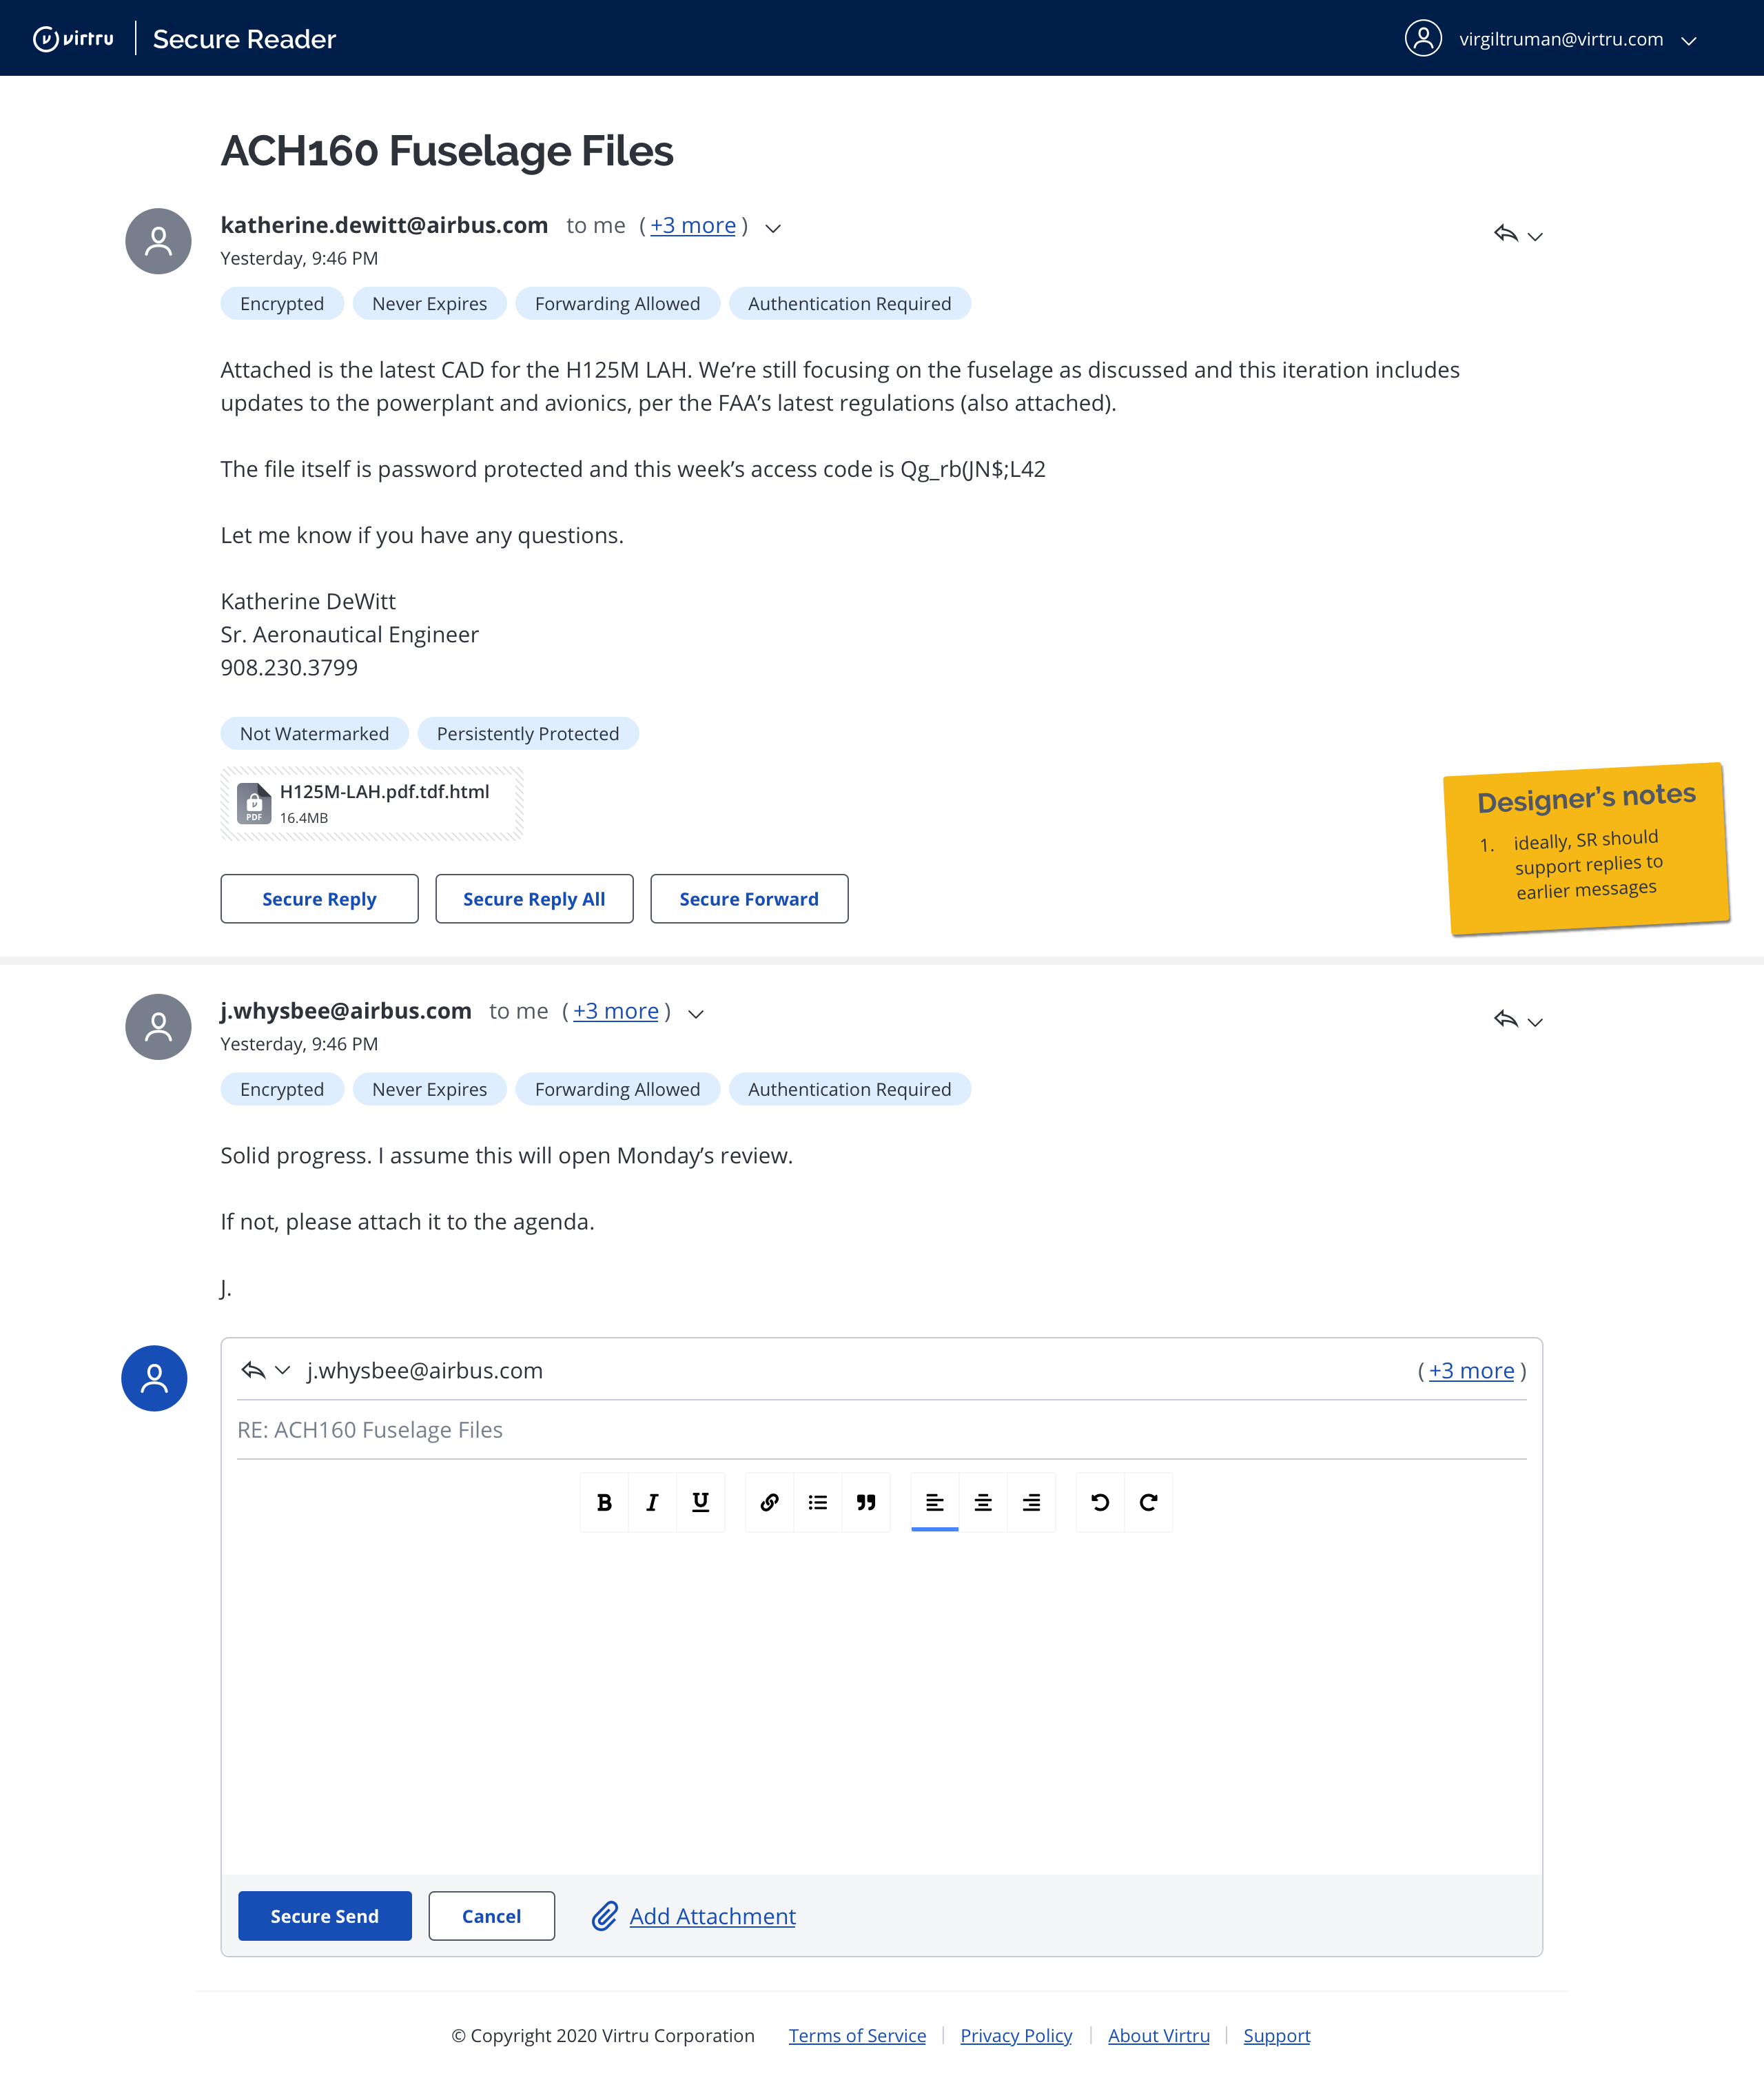 virtru Secure Reader virgiltruman@virtru.com
ACH160 Fuselage Files
katherine.dewitt@airbus.com to me ( +3 more )
Yesterday, 9:46 PM
Encrypted Never Expires Forwarding Allowed Authentication Required
Attached is the latest CAD for the H125M LAH. We’re still focusing on the fuselage as discussed and this iteration includes
updates to the powerplant and avionics, per the FAA’s latest regulations (also attached).
The file itself is password protected and this week’s access code is Qg_rb(JN$;L42
Let me know if you have any questions.
Katherine DeWitt
Sr. Aeronautical Engineer
908.230.3799
Not Watermarked Persistently Protected
PDF
H125M-LAH.pdf.tdf.html
16.4MB
Secure Reply Secure Reply All Secure Forward
Designer’s notes
1. ideally, SR should
support replies to
earlier messages
j.whysbee@airbus.com to me ( +3 more )
Yesterday, 9:46 PM
Encrypted Never Expires Forwarding Allowed Authentication Required
Solid progress. I assume this will open Monday’s review.
If not, please attach it to the agenda.
J.
j.whysbee@airbus.com ( +3 more )
RE: ACH160 Fuselage Files
B I U
Secure Send Cancel Add Attachment
© Copyright 2020 Virtru Corporation Terms of Service | Privacy Policy | About Virtru | Support